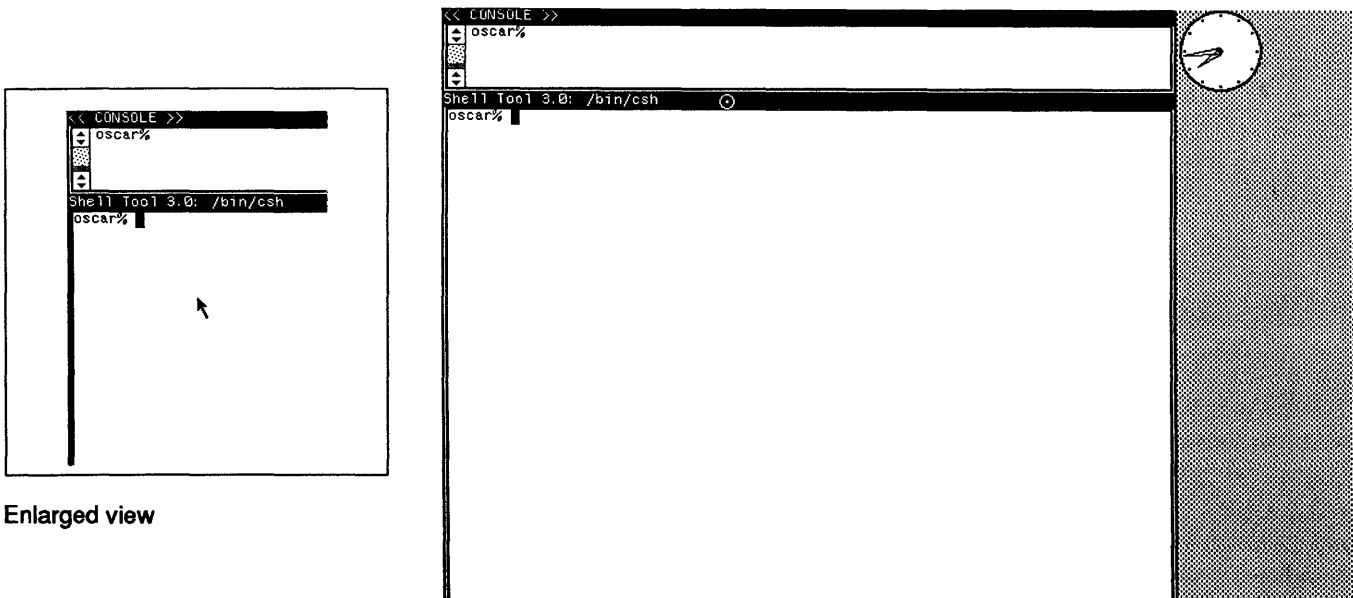 << CONSOLE >>
oscar%
Shell Tool 3.0: /bin/csh
oscar%
Enlarged view
<< CONSOLE >>
oscar%
Shell Tool 3.0: /bin/csh
oscar%